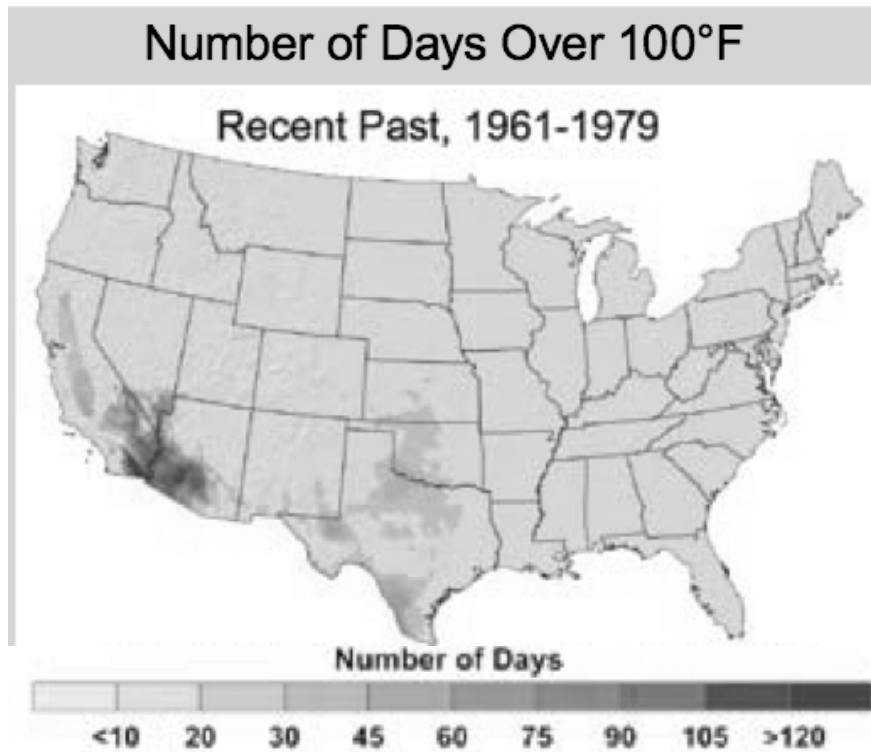 Number of Days Over 100°F
Recent Past, 1961-1979
Number of Days
<10 20 30 45 60 75 90 105 >120